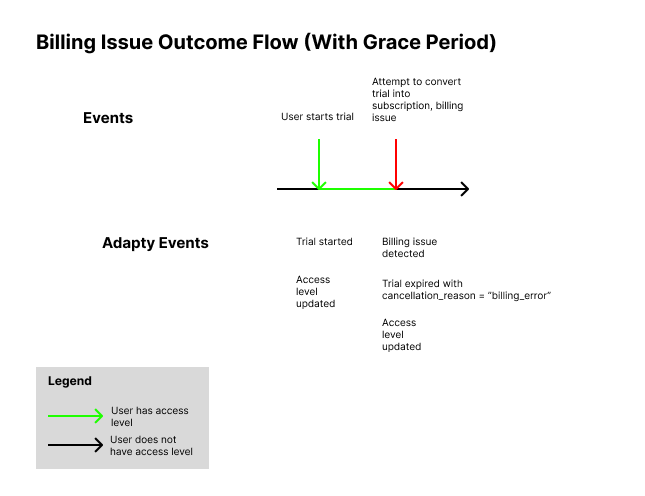 Billing Issue Outcome Flow (With Grace Period)
Attempt to convert
trial into
subscription, billing
issue
User starts trial
Events
Adapty Events
Trial started
Billing issue
detected
Access
level
updated
Trial expired with
cancellation_reason = “billing_error”
Access
level
updated
Legend
User has access
level
User does not
have access level